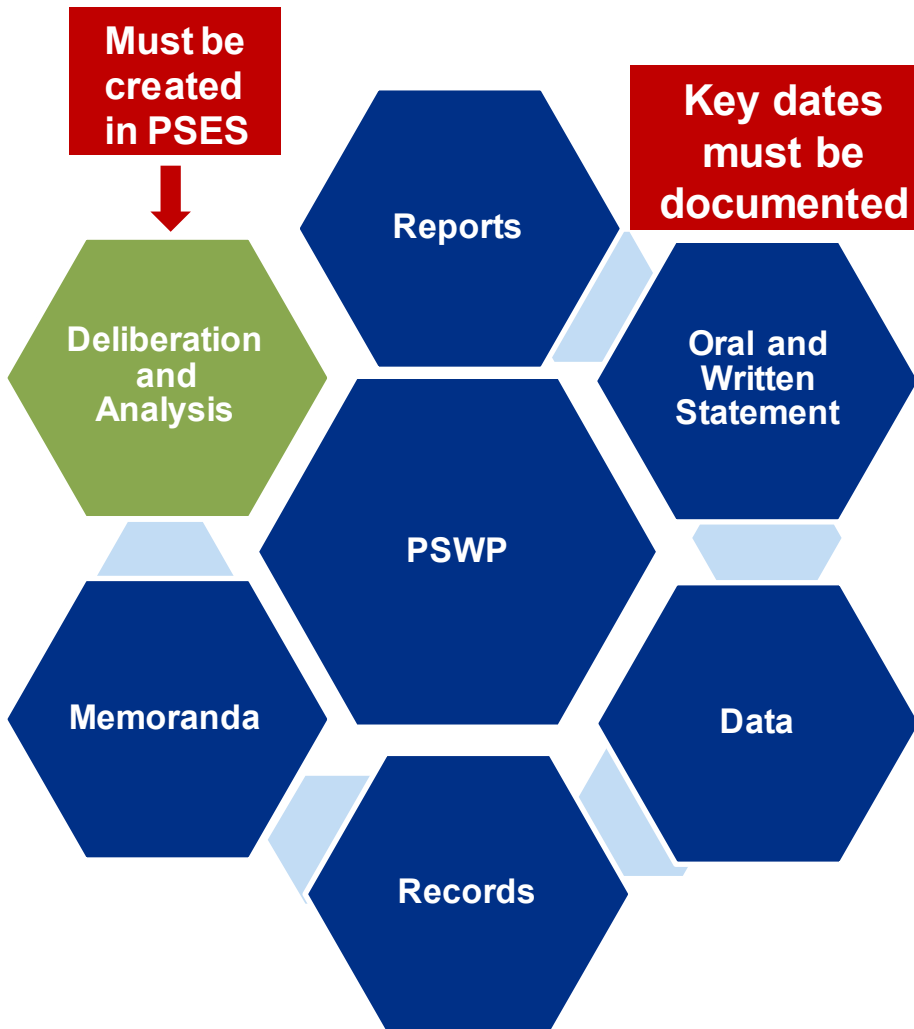 Must be
created
in PSES
Key dates
must be
documented
Reports
Deliberation
and
Analysis
Oral and
Written
Statement
PSWP
Memoranda
Data
Records